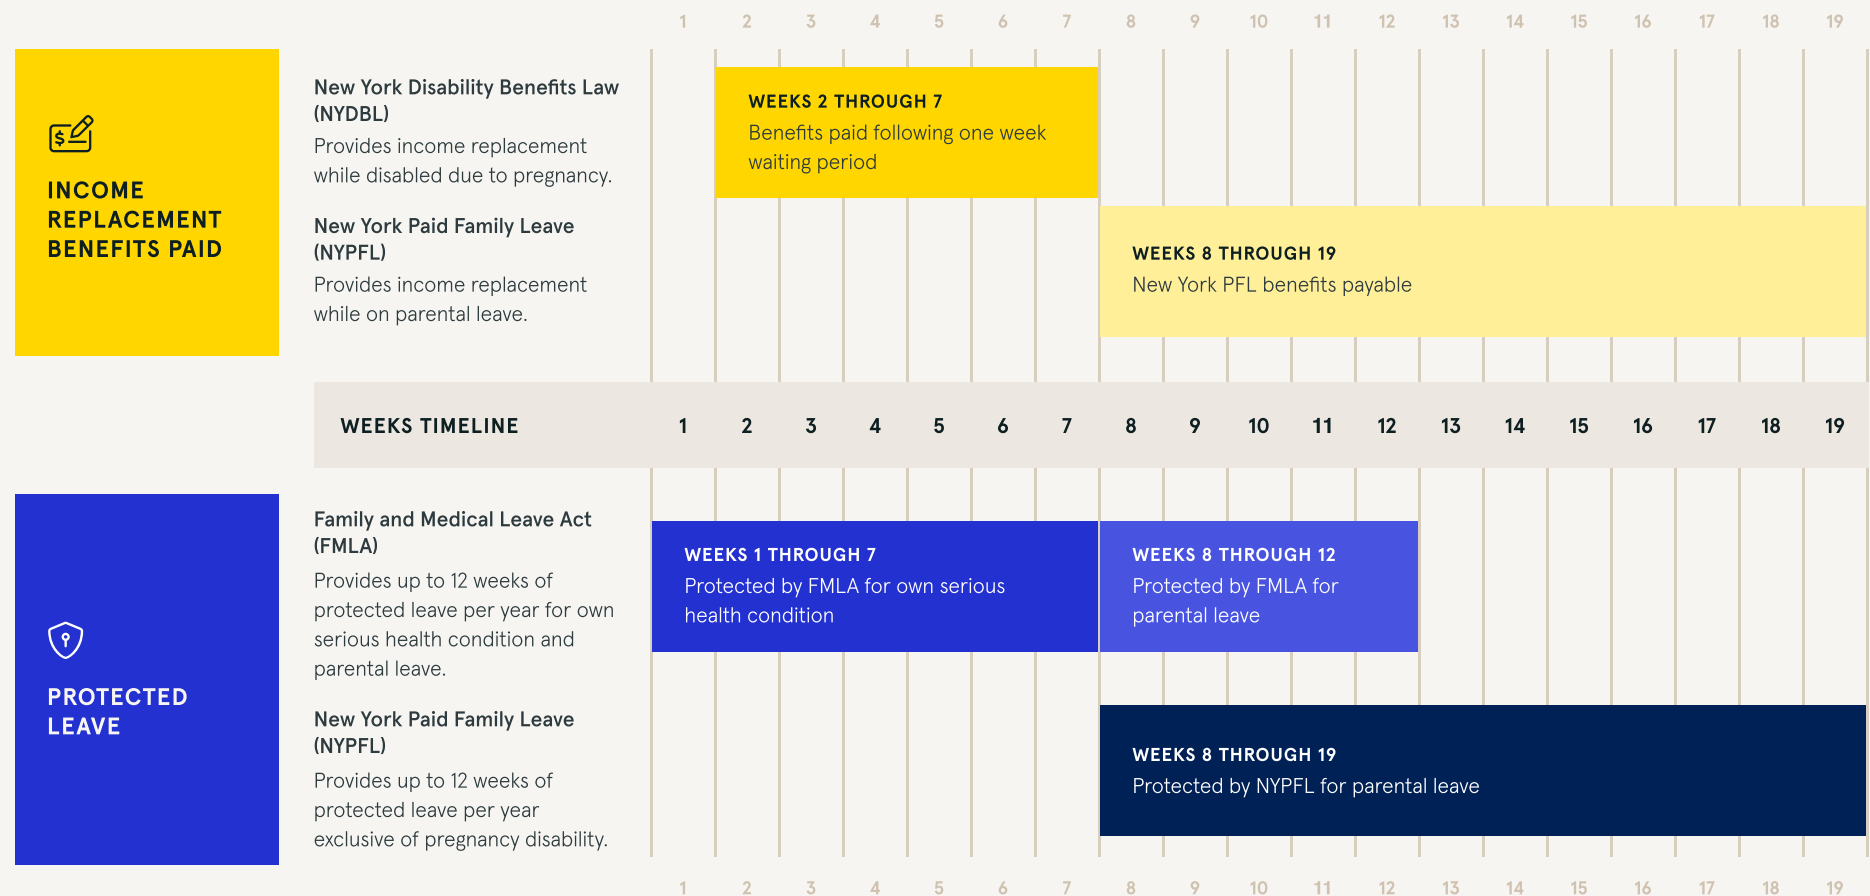 1 2 3 4 5 6 7 8 9 10 11 12 13 14 15 16 17 18 19
INCOME
REPLACEMENT
BENEFITS PAID
New York Disability Benefits Law
(NYDBL)
Provides income replacement
while disabled due to pregnancy.
WEEKS 2 THROUGH 7
Benefits paid following one week
waiting period
New York Paid Family Leave
(NYPFL)
Provides income replacement
while on parental leave.
WEEKS 8 THROUGH 19
New York PFL benefits payable
WEEKS TIMELINE 1 2 3 4 5 6 7 8 9 10 11 12 13 14 15 16 17 18 19
PROTECTED
LEAVE
Family and Medical Leave Act
(FMLA)
Provides up to 12 weeks of
protected leave per year for own
serious health condition and
parental leave.
WEEKS 1 THROUGH 7
Protected by FMLA for own serious
health condition
WEEKS 8 THROUGH 12
Protected by FMLA for
parental leave
New York Paid Family Leave
(NYPFL)
Provides up to 12 weeks of
protected leave per year
exclusive of pregnancy disability.
WEEKS 8 THROUGH 19
Protected by NYPFL for parental leave
1 2 3 4 5 6 7 8 9 10 11 12 13 14 15 16 17 18 19